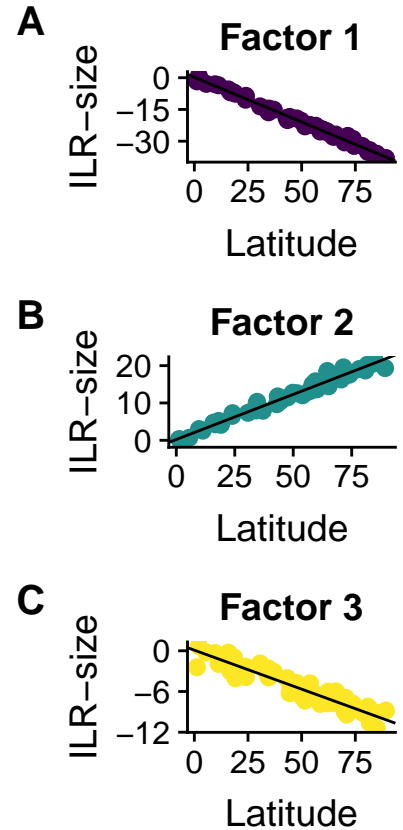 A
Factor 1
ILR−size
0
−15
−30
0 25 50 75
Latitude
B
Factor 2
ILR−size
20
10
0
0 25 50 75
Latitude
C
Factor 3
ILR−size
0
−6
−12
0 25 50 75
Latitude